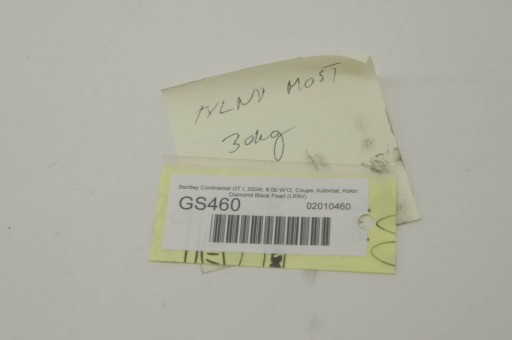 TYLNY MOST
30kg
Bentley Continental GT I, 2004r, 6.0b W12, Coupe, Automat, Kolor:
Diamond Black Pearl (LR9V)
GS460
02010460